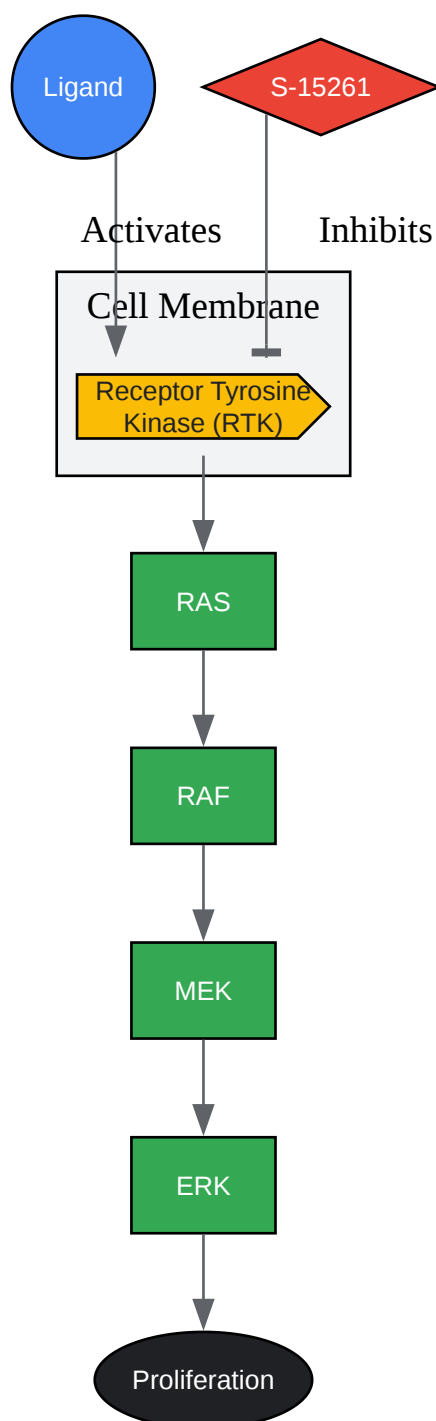 Ligand
S-15261
Activates
Inhibits
Cell Membrane
Receptor Tyrosine
Kinase (RTK)
RAS
RAF
MEK
ERK
Proliferation